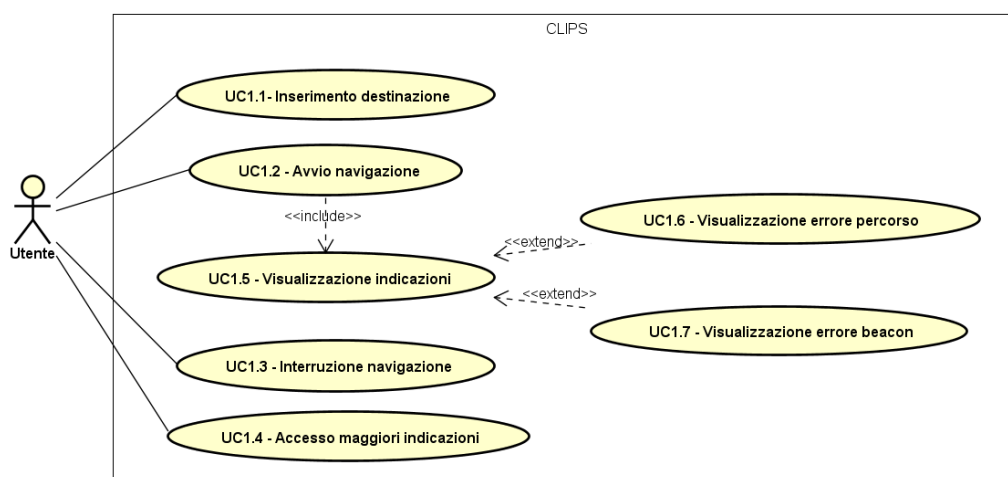 CLIPS
UC1.1- Inserimento destinazione
UC1.2 - Avvio navigazione
<<include>>
UC1.6 - Visualizzazione errore percorso
<<extend>>
Utente
UC1.5 - Visualizzazione indicazioni
<<extend>>
UC1.7 - Visualizzazione errore beacon
UC1.3 - Interruzione navigazione
UC1.4 - Accesso maggiori indicazioni